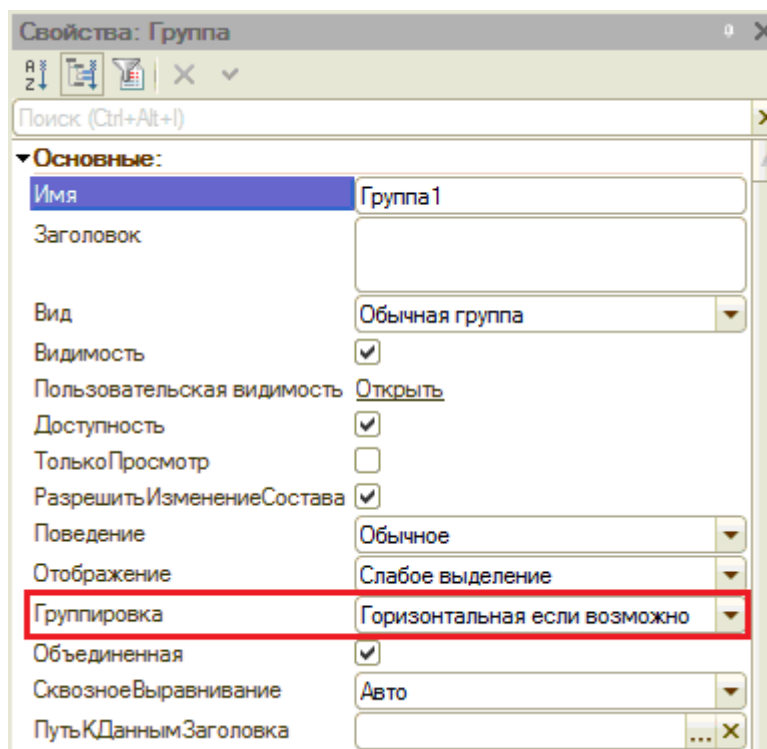 Свойства: Группа
Поиск (Ctrl+Alt+I)
Основные:
Имя Группа1
Заголовок
Вид Обычная группа
Видимость
Пользовательская видимость Открыть
Доступность
ТолькоПросмотр
РазрешитьИзменениеСостава
Поведение Обычное
Отображение Слабое выделение
Группировка Горизонтальная если возможно
Объединенная
СквозноеВыравнивание Авто
ПутьКДаннымЗаголовка ...